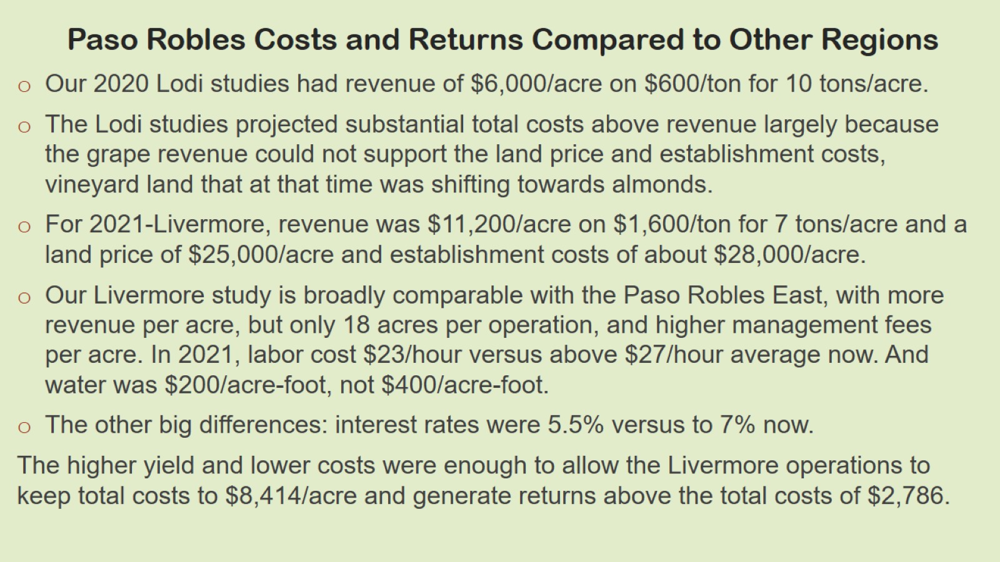 Paso Robles Costs and Returns Compared to Other Regions
o Our 2020 Lodi studies had revenue of $6,000/acre on $600/ton for 10 tons/acre.
o The Lodi studies projected substantial total costs above revenue largely because
the grape revenue could not support the land price and establishment costs,
vineyard land that at that time was shifting towards almonds.
o For 2021-Livermore, revenue was $11,200/acre on $1,600/ton for 7 tons/acre and a
land price of $25,000/acre and establishment costs of about $28,000/acre.
o Our Livermore study is broadly comparable with the Paso Robles East, with more
revenue per acre, but only 18 acres per operation, and higher management fees
per acre. In 2021, labor cost $23/hour versus above $27/hour average now. And
water was $200/acre-foot, not $400/acre-foot.
o The other big differences: interest rates were 5.5% versus to 7% now.
The higher yield and lower costs were enough to allow the Livermore operations to
keep total costs to $8,414/acre and generate returns above the total costs of $2,786.